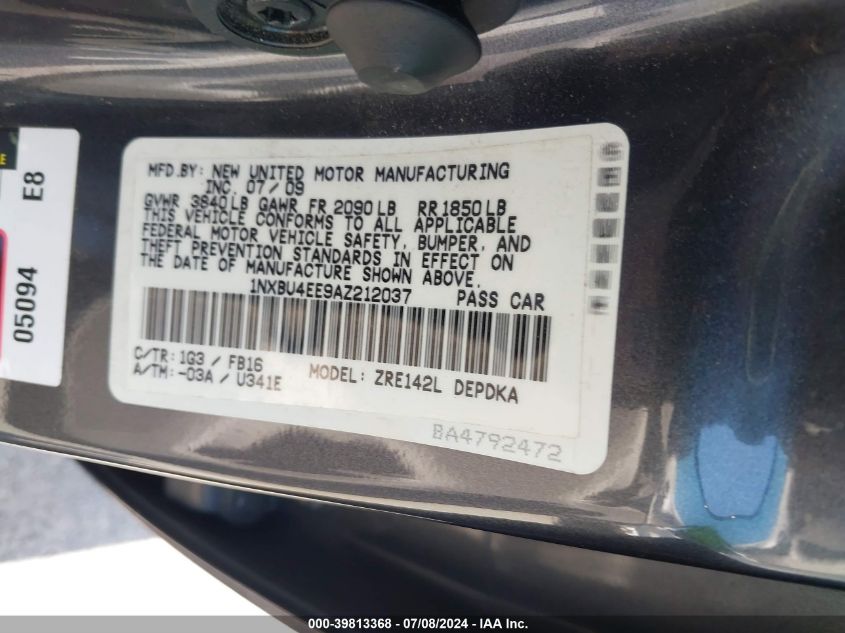 E
E8
05094
MFD.BY: NEW UNITED MOTOR MANUFACTURING
INC. 07/09
GVWR 3840LB GAWR FR 2090LB RR1850LB
THIS VEHICLE CONFORMS TO ALL APPLICABLE
FEDERAL MOTOR VEHICLE SAFETY, BUMPER, AND
THEFT PREVENTION STANDARDS IN EFFECT ON
THE DATE OF MANUFACTURE SHOWN ABOVE.
1NXBU4EE9AZ212037 PASS CAR
C/TR: 1G3 / FB16
A/TM: -03A / U341E MODEL: ZRE142L DEPDKA
BA4792472
000-39813368 - 07/08/2024 - IAA, Inc.